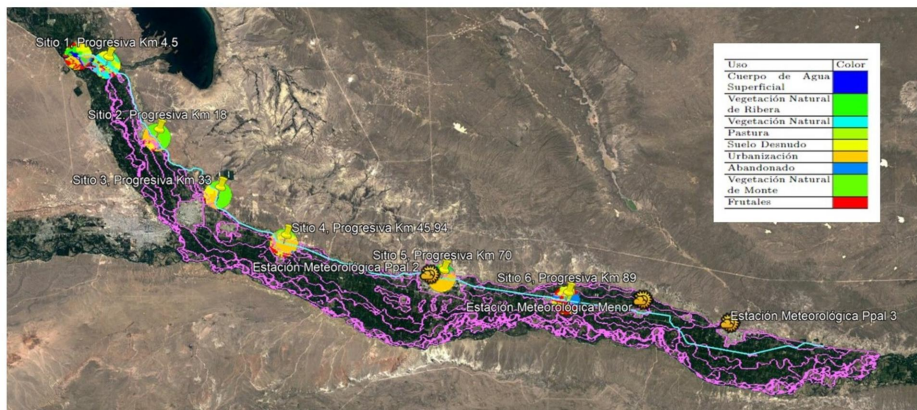 Sitio 1, Progresiva Km 4.5
Sitio 2, Progresiva Km 18
Sitio 3, Progresiva Km 33
Sitio 4, Progresiva Km 45.94
Sitio 5, Progresiva Km 70
Estación Meteorológica Ppal 2
Sitio 6, Progresiva Km 89
Estación Meteorológica Menor
Estación Meteorológica Ppal 3
Uso Color
Cuerpo de Agua
Superficial
Vegetación Natural
de Ribera
Vegetación Natural
Pastura
Suelo Desnudo
Urbanización
Abandonado
Vegetación Natural
de Monte
Frutales